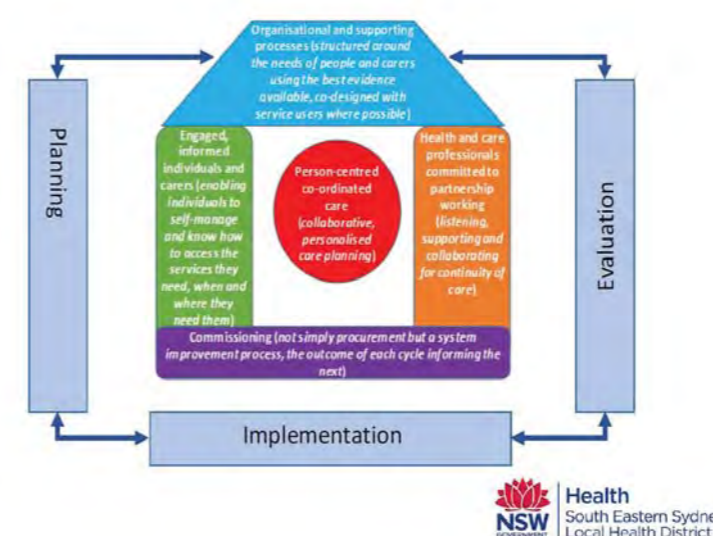 Organisational and supporting
processes (structured around
the needs of people and carers
using the best evidence
available, co-designed with
service users where possible)
Planning
Engaged,
informed
individuals and
carers (enabling
individuals to
self-manage
and know how
to access the
services they
need, when and
where they
need them)
Person-centred
co-ordinated
care
(collaborative,
personalised
care planning)
Health and care
professionals
committed to
partnership
working
(listening,
supporting and
collaborating
for continuity of
care)
Evaluation
Commissioning (not simply procurement but a system
improvement process, the outcome of each cycle informing the
next)
Implementation
NSW
GOVERNMENT
Health
South Eastern Sydne
Local Health District